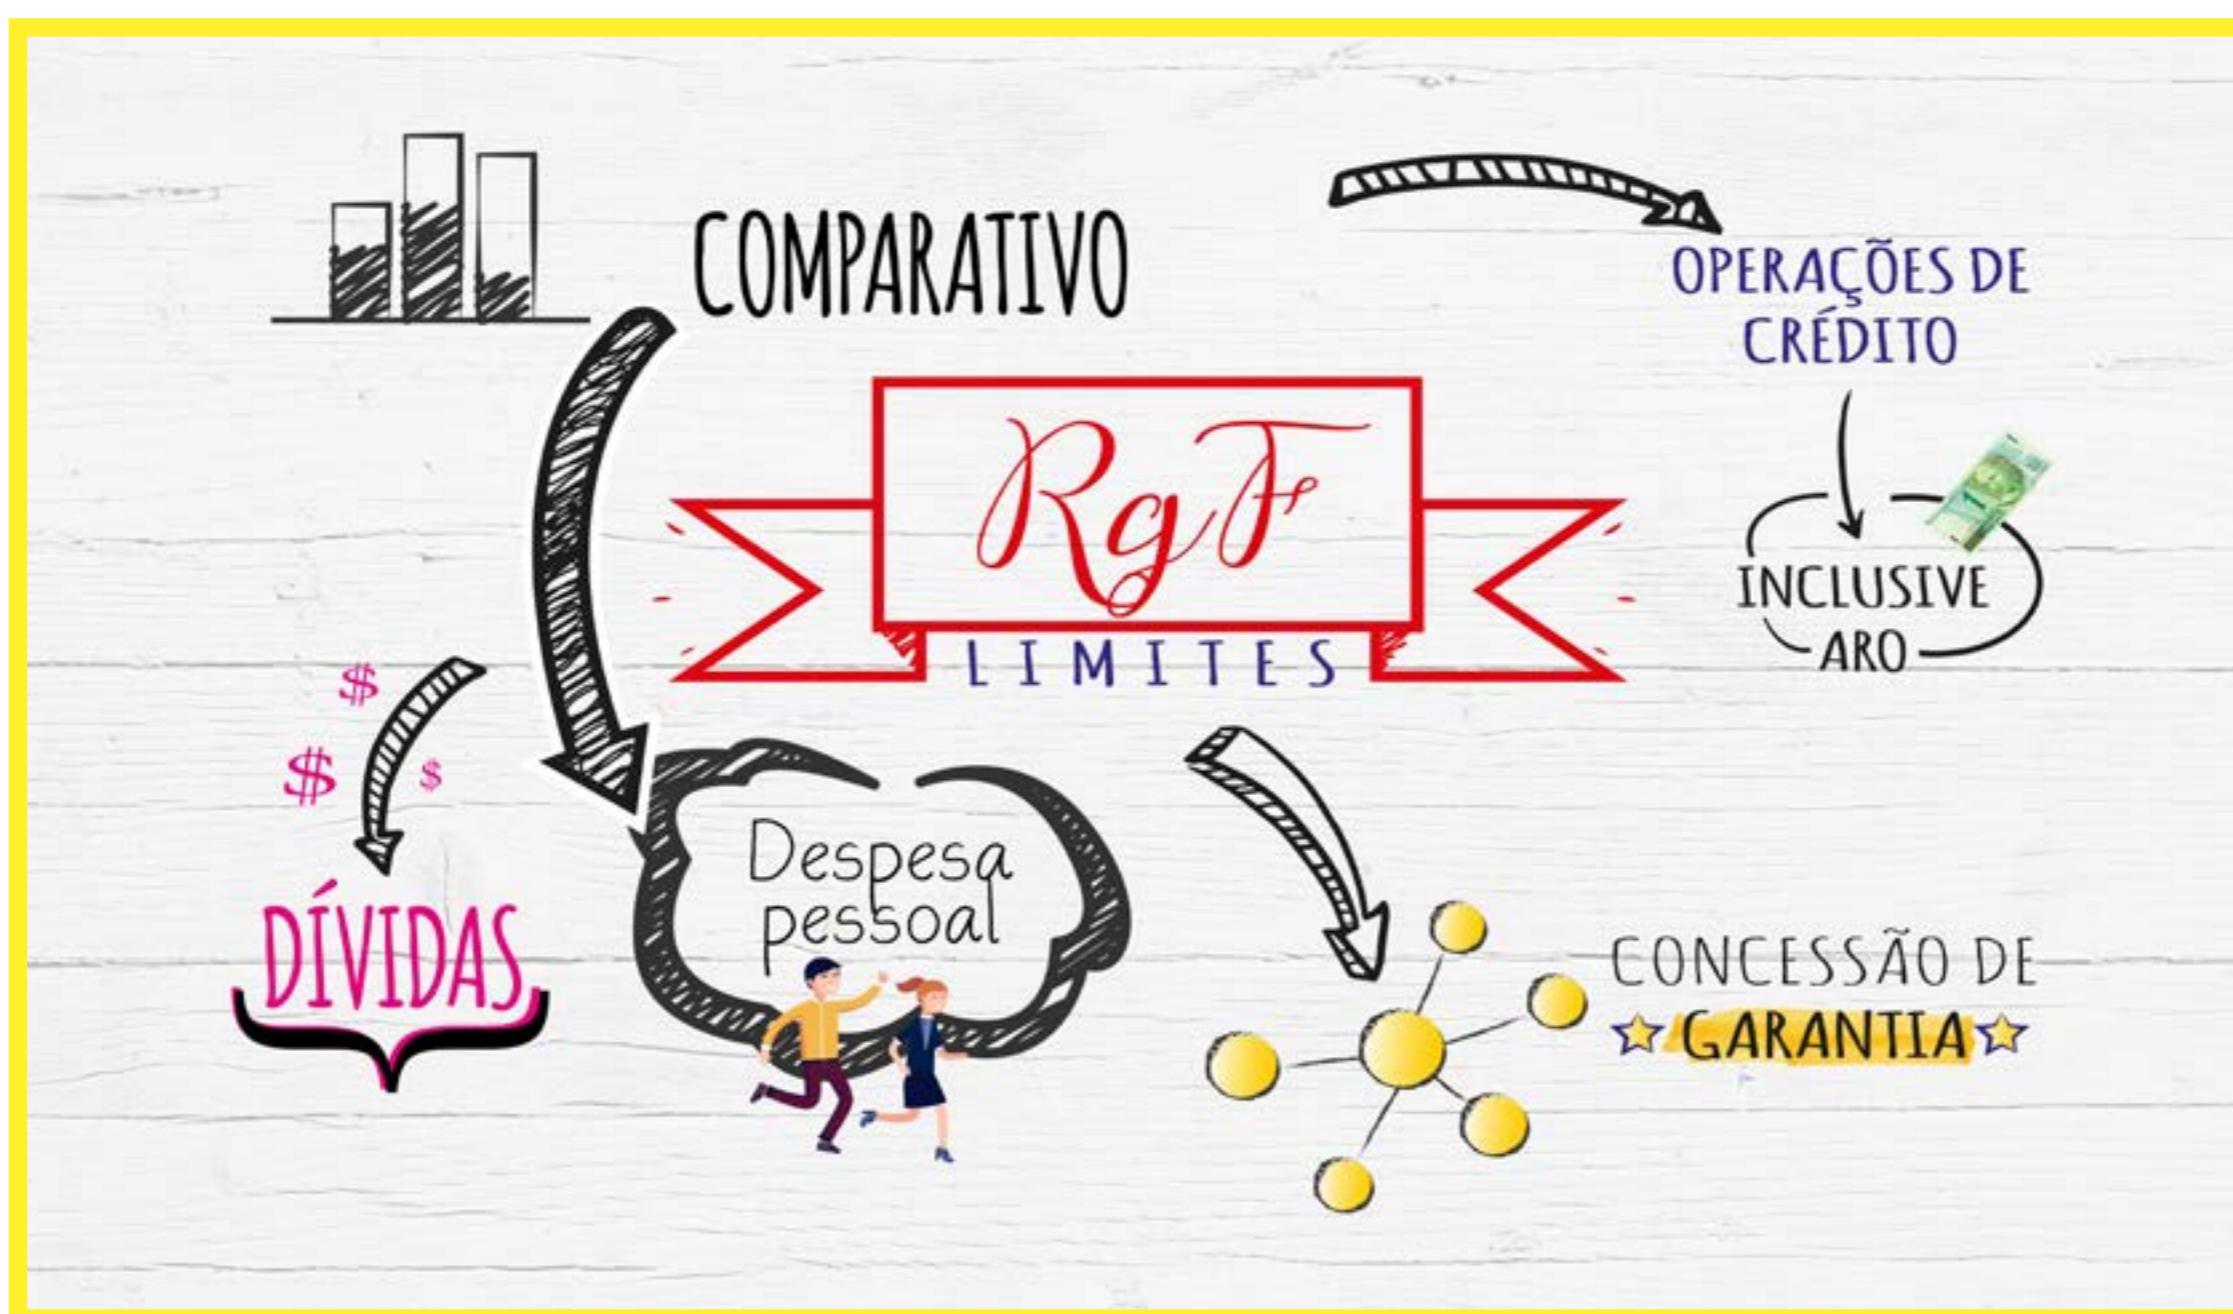 COMPARATIVO
OPERAÇÕES DE
CRÉDITO
RgF
LIMITES
INCLUSIVE
ARO
$
$
$
DÍVIDAS
Despesa
pessoal
CONCESSÃO DE
GARANTIA